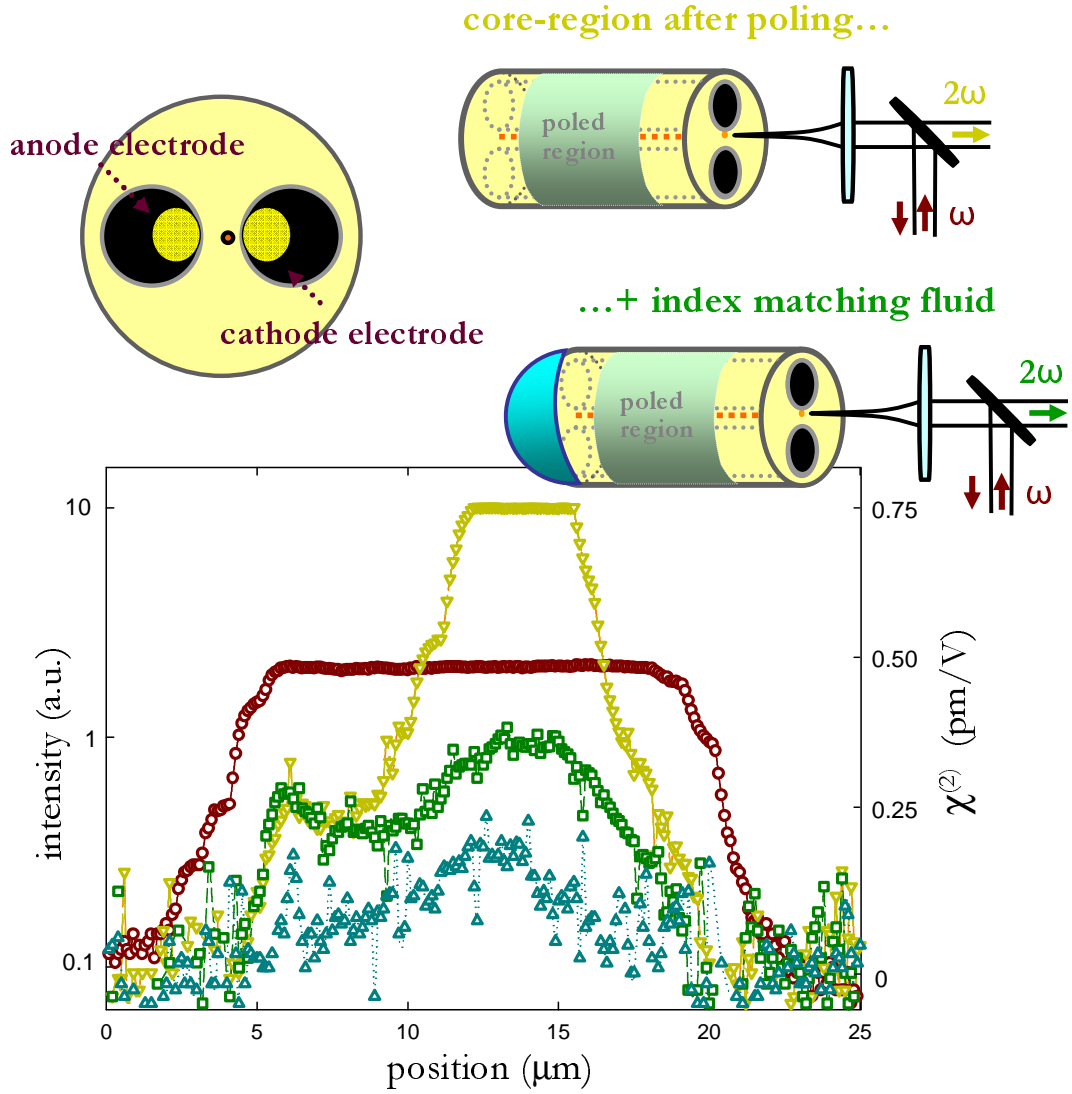 core-region after poling…
anode electrode
cathode electrode
poled
region
2ω
ω
…+ index matching fluid
poled
region
2ω
ω
10
1
0.1
intensity (a.u.)
0.75
0.50
0.25
0
χ(2) (pm/V)
0
5
10
15
20
25
position (μm)